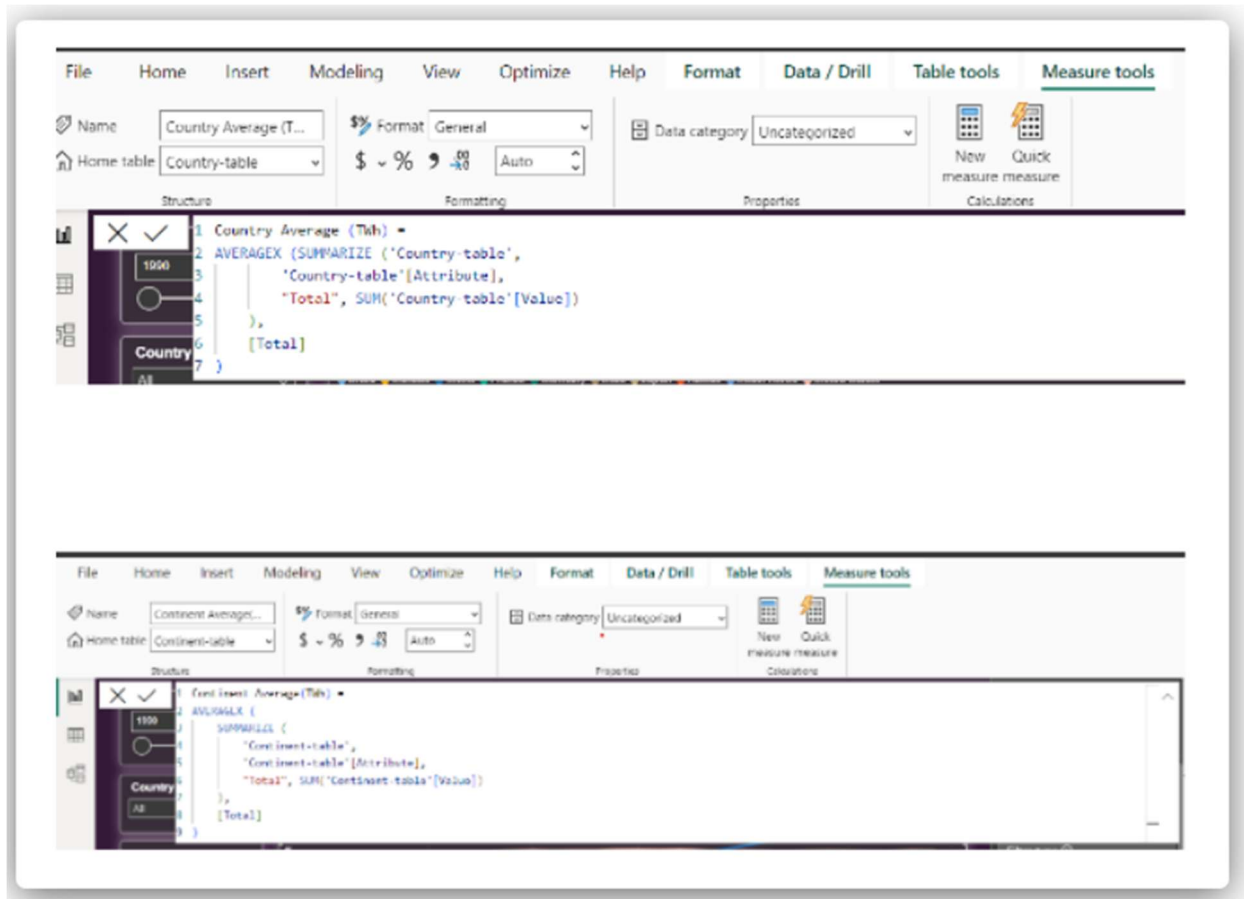 File Home Insert Modeling View Optimize Help Format Data / Drill Table tools Measure tools
Name Country Average (T... Format General Data category Uncategorized New measure Quick measure
Home table Country-table $ % Auto
Structure Formatting Properties Calculations
1 Country Average (TWh) =
2 AVERAGEX (SUMMARIZE ('Country-table',
3 'Country-table'[Attribute],
4 "Total", SUM('Country-table'[Value])
5 ),
6 [Total]
7 )
1990
Country
All
File Home Insert Modeling View Optimize Help Format Data / Drill Table tools Measure tools
Name Continent Average(... Format General Data category Uncategorized New measure Quick measure
Home table Continent-table $ % Auto
Structure Formatting Properties Calculations
1 Continent Average(TWh) =
2 AVERAGEX (
3 SUMMARIZE (
4 'Continent-table',
5 'Continent-table'[Attribute],
6 "Total", SUM('Continent-table'[Value])
7 ),
8 [Total]
9 )
1990
Country
All